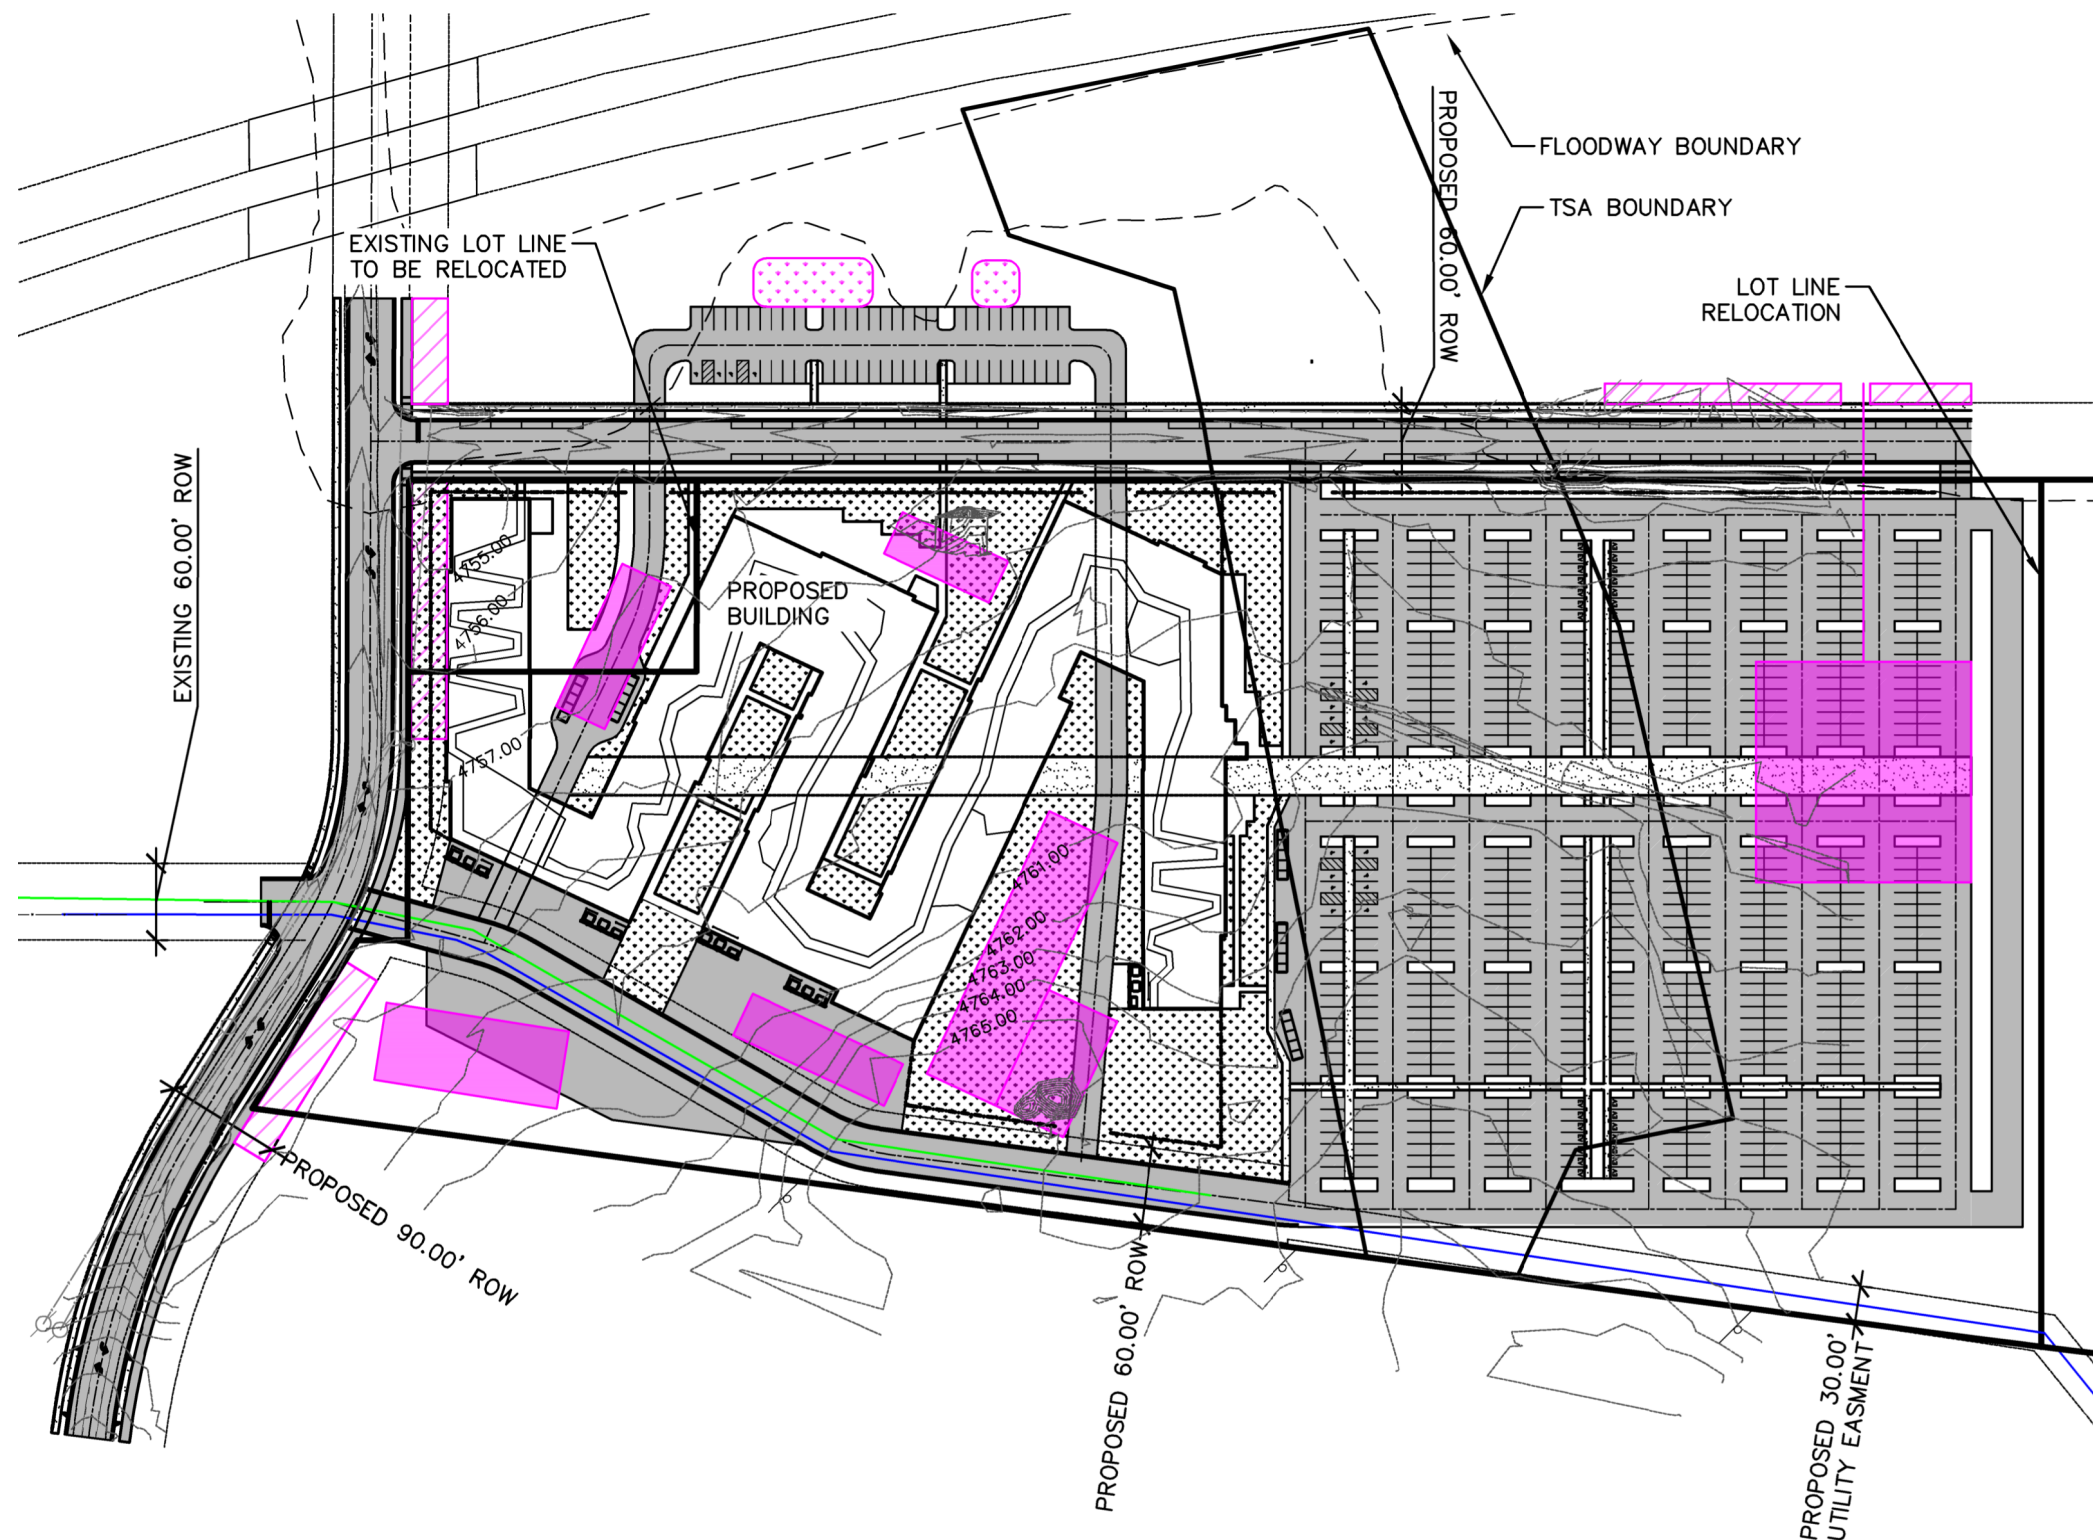 FLOODWAY BOUNDARY
TSA BOUNDARY
PROPOSED 60.00' ROW
EXISTING LOT LINE
TO BE RELOCATED
LOT LINE
RELOCATION
EXISTING 60.00' ROW
4755.00
4756.00
4757.00
PROPOSED
BUILDING
4761.00
4762.00
4763.00
4764.00
4765.00
PROPOSED 90.00' ROW
PROPOSED 60.00' ROW
PROPOSED 30.00'
UTILITY EASMENT